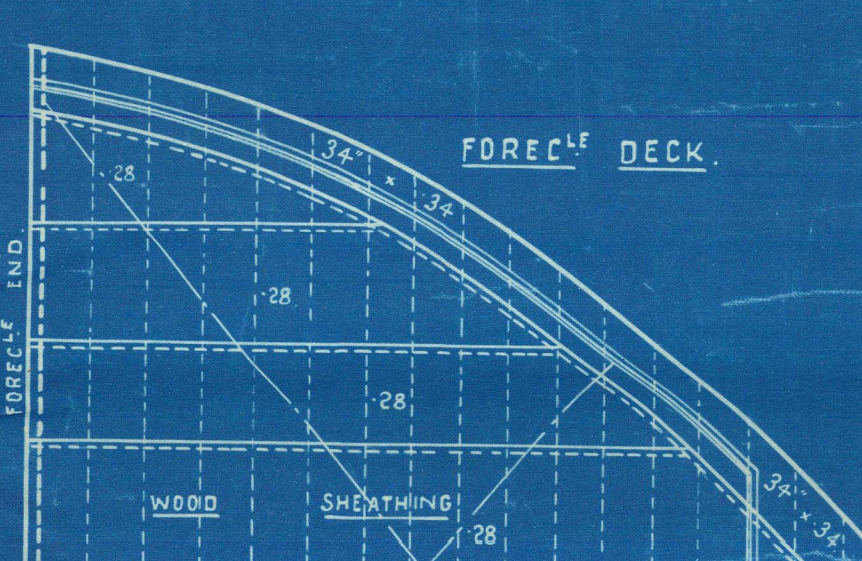 FORECLE DECK.
34" x .34
.28
.28
.28
FORECLE END.
WOOD SHEATHING
.28
34" x .34